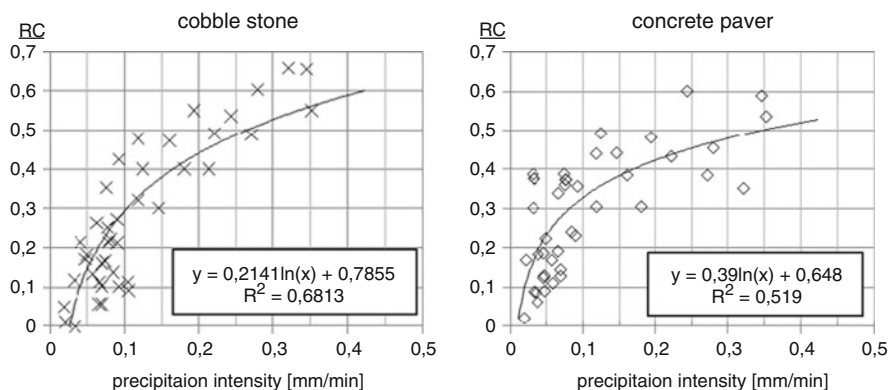 cobble stone
RC
0,7
0,6
0,5
0,4
0,3
0,2
0,1
0
0 0,1 0,2 0,3 0,4 0,5
y = 0,2141ln(x) + 0,7855
R² = 0,6813
precipitaion intensity [mm/min]
concrete paver
RC
0,7
0,6
0,5
0,4
0,3
0,2
0,1
0
0 0,1 0,2 0,3 0,4 0,5
y = 0,39ln(x) + 0,648
R² = 0,519
precipitaion intensity [mm/min]